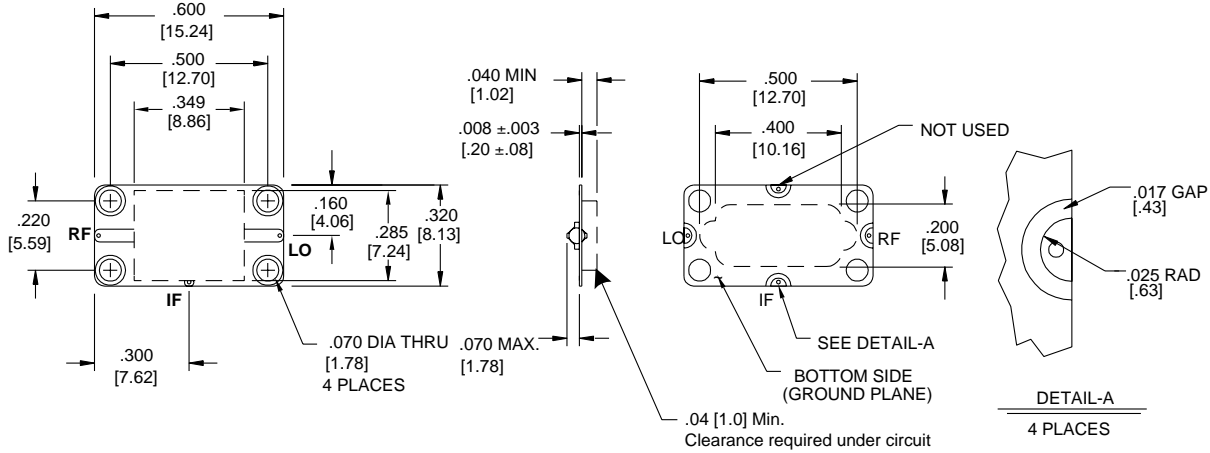 .600
[15.24]
.500
[12.70]
.349
[8.86]
.220
[5.59]
RF
.160
[4.06]
.285
[7.24]
.320
[8.13]
LO
IF
.300
[7.62]
.070 DIA THRU
[1.78]
4 PLACES
.040 MIN
[1.02]
.008 ±.003
[.20 ±.08]
.070 MAX.
[1.78]
.04 [1.0] Min.
Clearance required under circuit
.500
[12.70]
.400
[10.16]
NOT USED
LO
RF
.200
[5.08]
IF
SEE DETAIL-A
BOTTOM SIDE
(GROUND PLANE)
.017 GAP
[.43]
.025 RAD
[.63]
DETAIL-A
4 PLACES